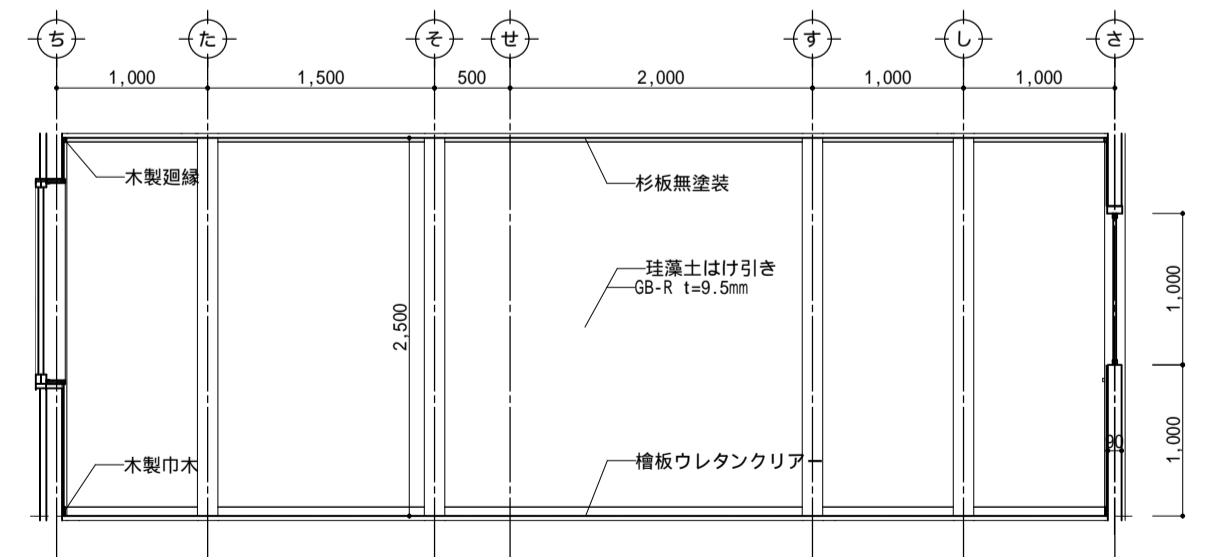 ち た そ せ す し さ
1,000 1,500 500 2,000 1,000 1,000
木製廻縁
杉板無塗装
珪藻土はけ引き
GB-R t=9.5mm
2,500
1,000
木製巾木
檜板ウレタンクリアー
90
1,000